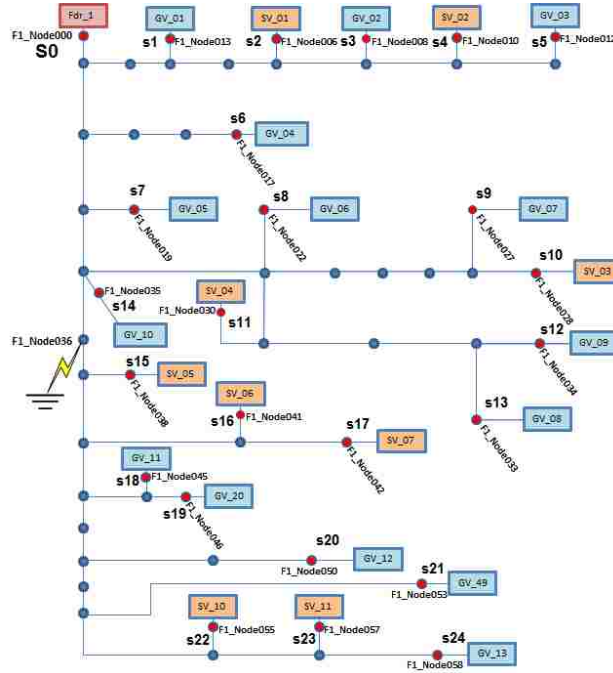 Fdr_1
GV_01
SV_01
GV_02
SV_02
GV_03
F1_Node000
S0
s1
F1_Node013
s2
F1_Node006
s3
F1_Node008
s4
F1_Node010
s5
F1_Node012
s6
GV_04
F1_Node017
s7
GV_05
F1_Node019
s8
GV_06
F1_Node022
s9
GV_07
F1_Node027
s10
SV_03
F1_Node028
F1_Node035
s14
GV_10
SV_04
F1_Node030
s11
s12
GV_09
F1_Node034
F1_Node036
s15
SV_05
F1_Node038
SV_06
s16
F1_Node041
s17
SV_07
F1_Node042
s13
GV_08
F1_Node033
GV_11
s18
F1_Node045
s19
GV_20
F1_Node046
s20
GV_12
F1_Node050
s21
GV_49
F1_Node053
SV_10
s22
F1_Node055
SV_11
s23
F1_Node057
s24
GV_13
F1_Node058